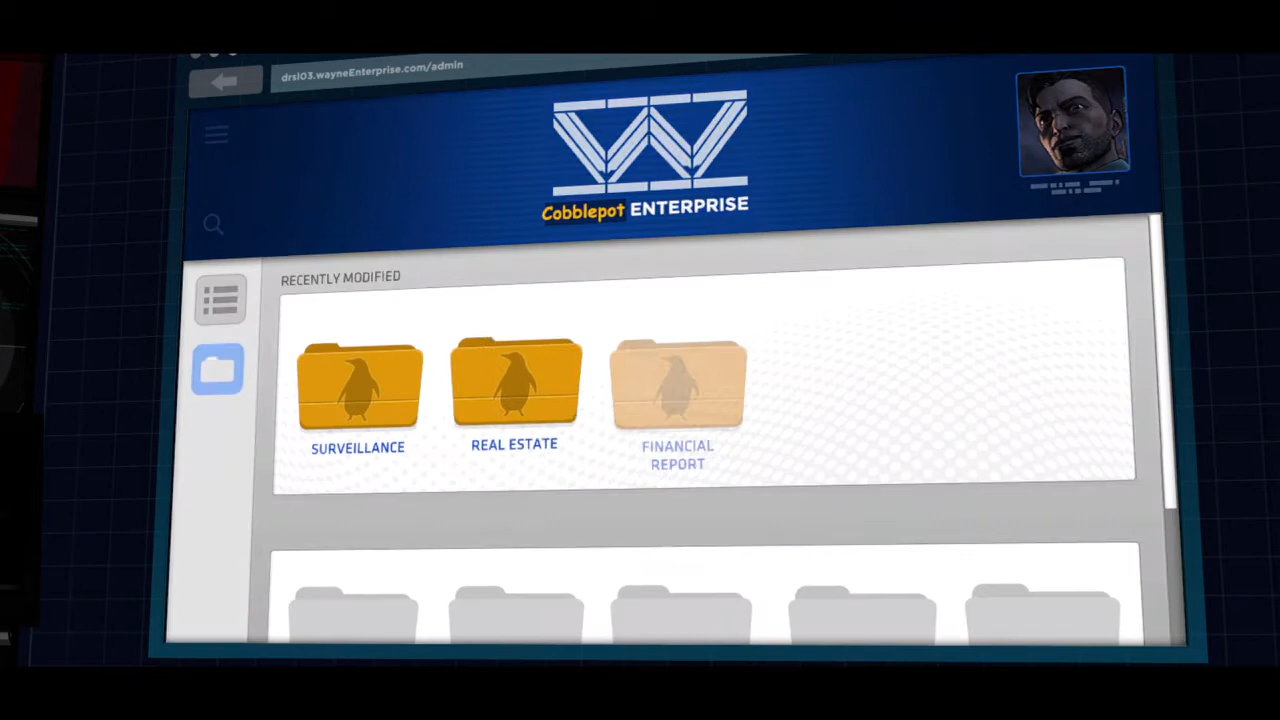 drsl03.wayneEnterprise.com/admin
Cobblepot ENTERPRISE
RECENTLY MODIFIED
SURVEILLANCE
REAL ESTATE
FINANCIAL
REPORT